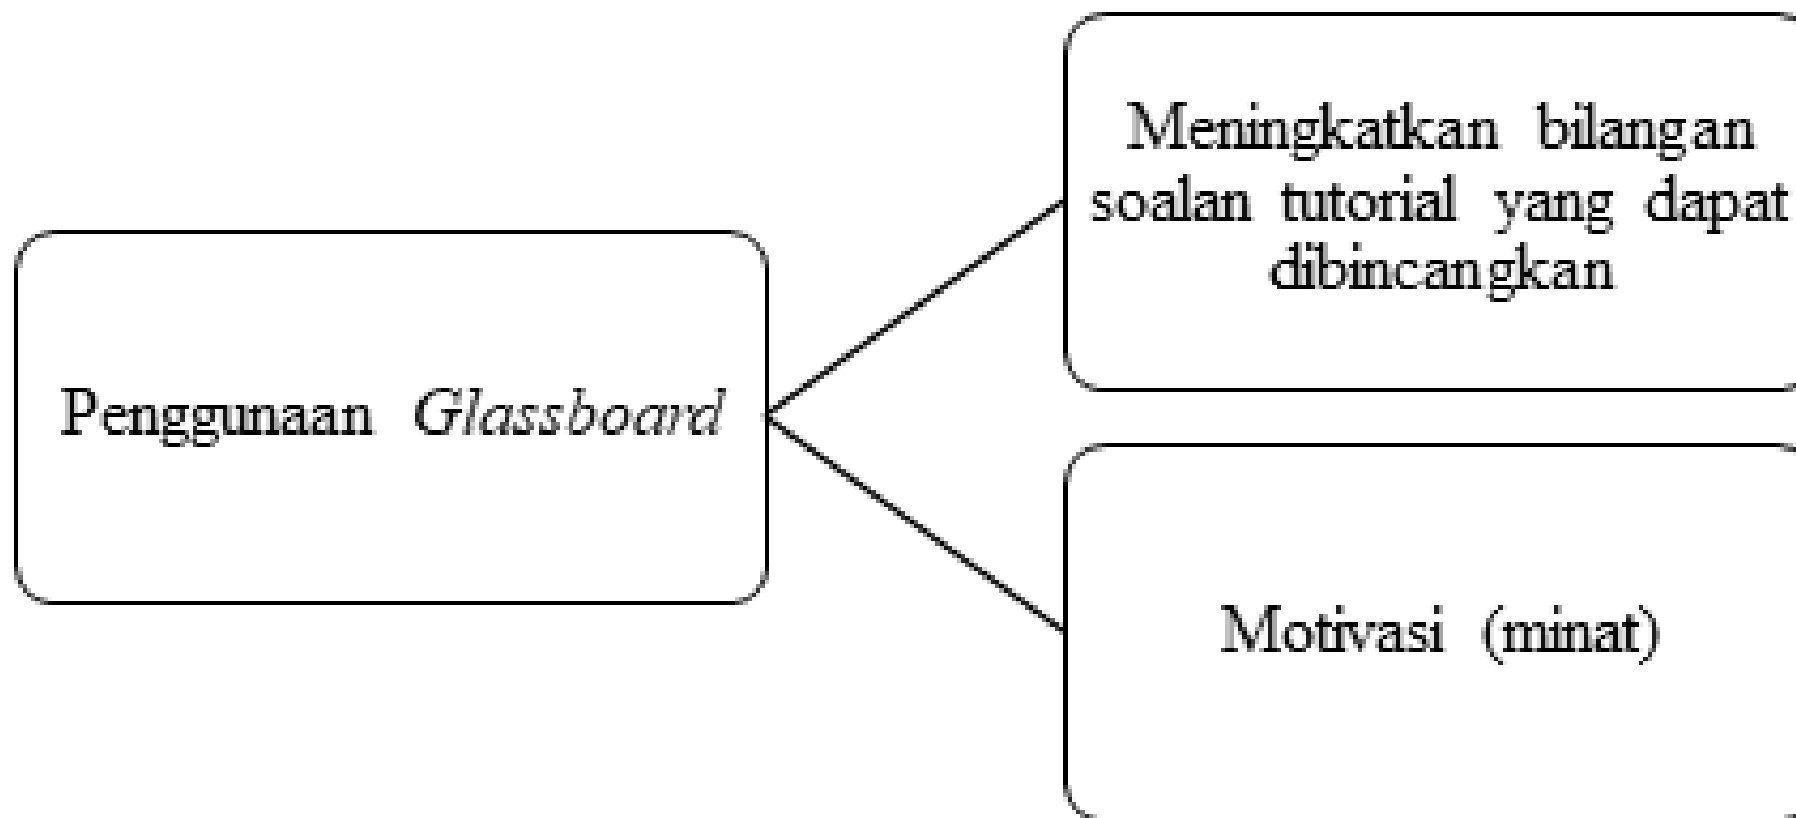 Penggunaan Glassboard
Meningkatkan bilangan
soalan tutorial yang dapat
dibincangkan
Motivasi (minat)